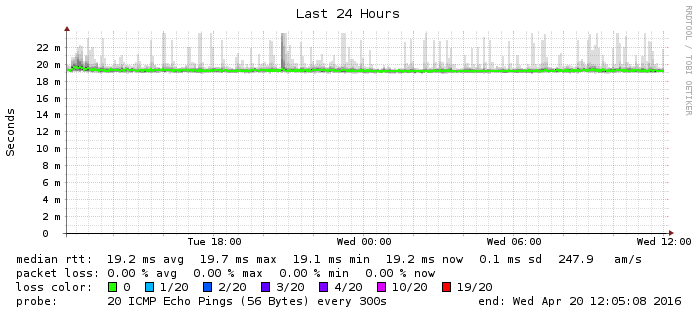 Last 24 Hours
RRDTOOL / TOBI OETIKER
Seconds
22 m
20 m
18 m
16 m
14 m
12 m
10 m
8 m
6 m
4 m
2 m
0
Tue 18:00 Wed 00:00 Wed 06:00 Wed 12:00
median rtt: 19.2 ms avg 19.7 ms max 19.1 ms min 19.2 ms now 0.1 ms sd 247.9 am/s
packet loss: 0.00 % avg 0.00 % max 0.00 % min 0.00 % now
loss color: 0 1/20 2/20 3/20 4/20 10/20 19/20
probe: 20 ICMP Echo Pings (56 Bytes) every 300s end: Wed Apr 20 12:05:08 2016